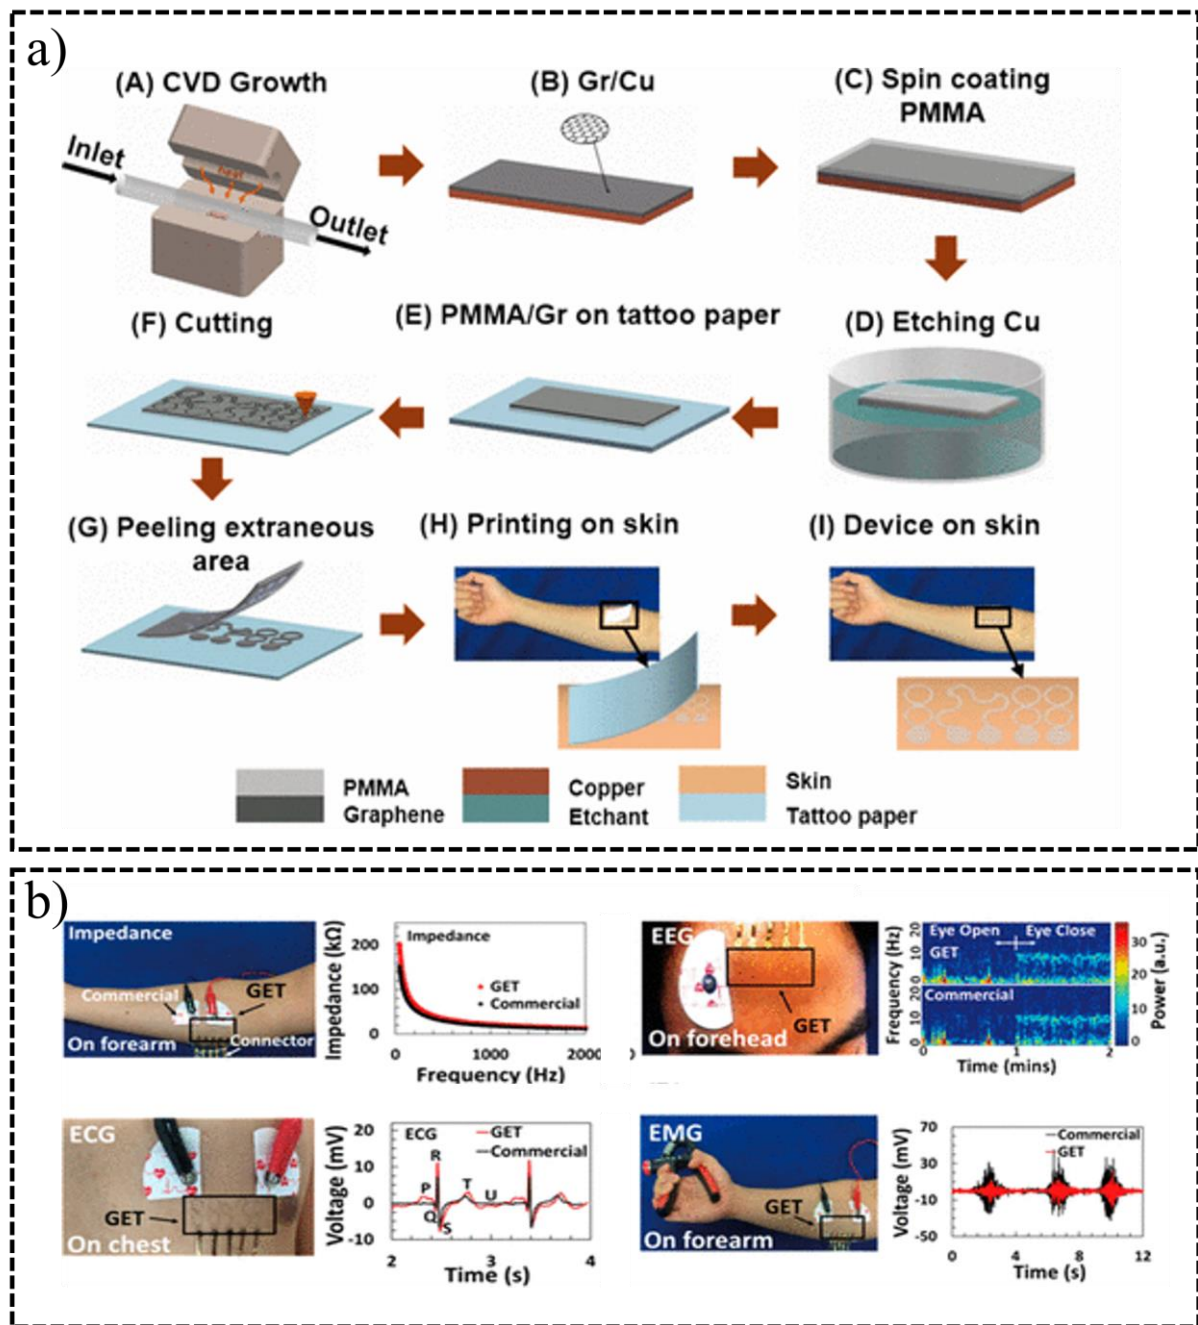 a)
(A) CVD Growth
(B) Gr/Cu
(C) Spin coating
PMMA
Inlet
heat
Outlet
(F) Cutting
(E) PMMA/Gr on tattoo paper
(D) Etching Cu
(G) Peeling extraneous
area
(H) Printing on skin
(I) Device on skin
PMMA
Graphene
Copper
Etchant
Skin
Tattoo paper
b)
Impedance
Commercial
GET
Connector
On forearm
Impedance (kΩ)
200
100
0
Impedance
GET
Commercial
0
1000
2000
Frequency (Hz)
EEG
GET
On forehead
Frequency (Hz)
20
10
0
20
10
0
Eye Open
Eye Close
GET
Commercial
0
1
2
Time (mins)
30
20
10
0
Power (a.u.)
ECG
GET
On chest
Voltage (mV)
20
10
0
-10
ECG
GET
Commercial
R
P
T
U
Q
S
2
3
4
Time (s)
EMG
GET
On forearm
Voltage (mV)
70
30
-10
-50
Commercial
GET
0
4
8
12
Time (s)